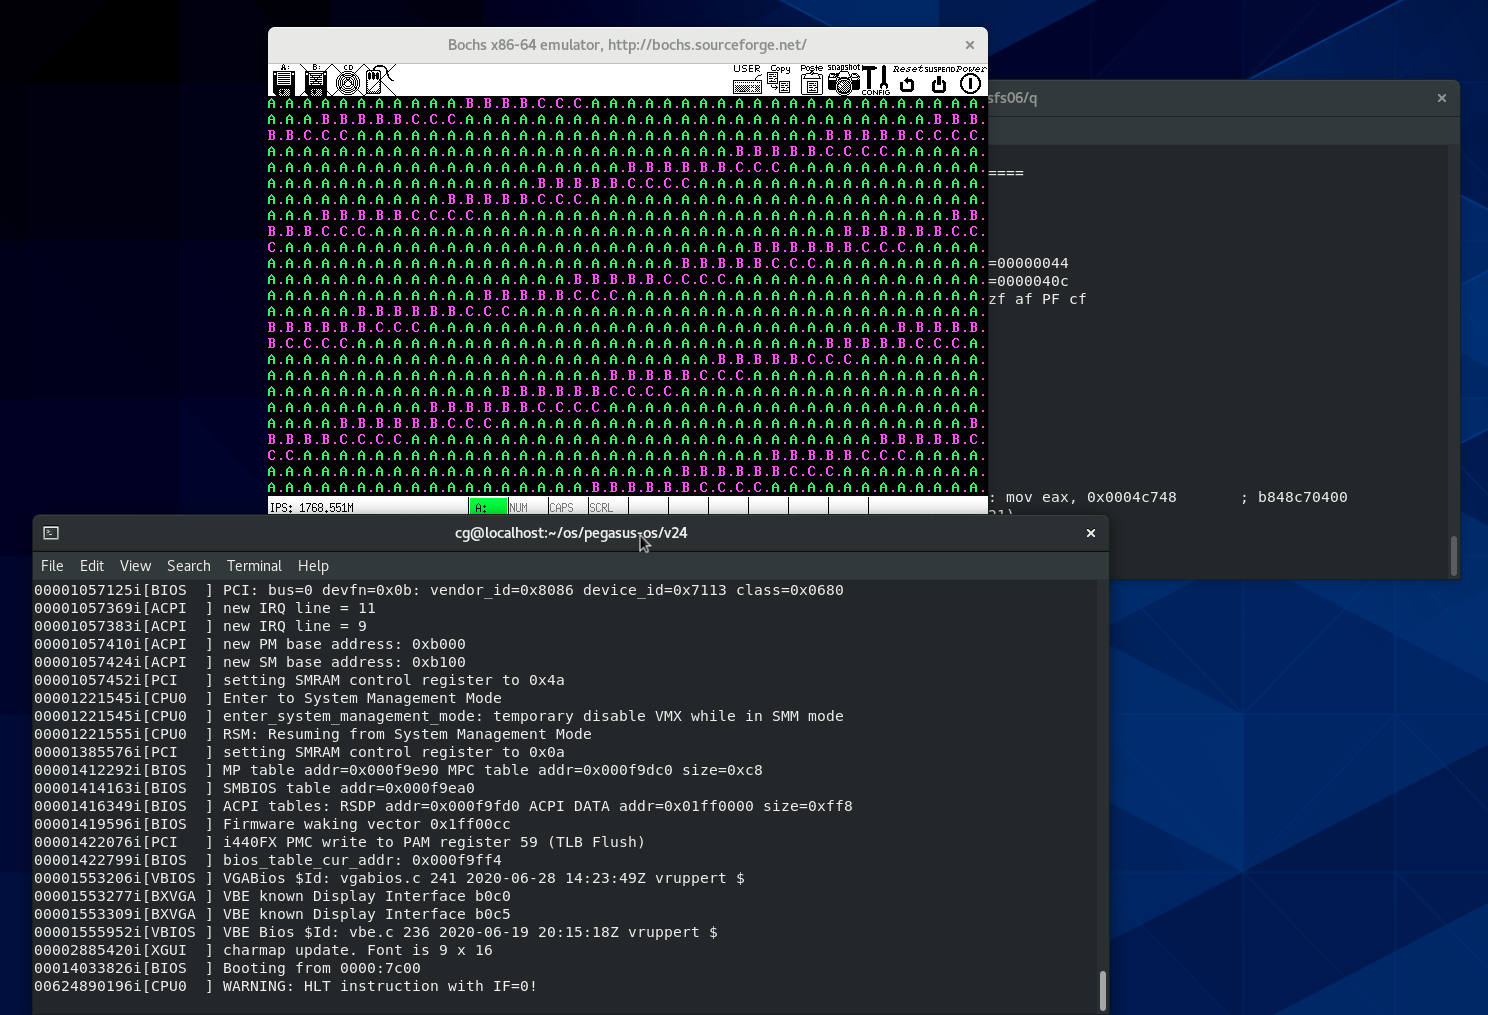 Bochs x86-64 emulator, http://bochs.sourceforge.net/
A: B: CD USER Copy Paste snapshot CONFIG Reset SUSPEND Power
A.A.A.A.A.A.A.A.A.A.A.B.B.B.B.C.C.C.A.A.A.A.A.A.A.A.A.A.A.A.A.A.A.A.A.A.A.A.A.A.
A.A.A.B.B.B.B.B.C.C.C.A.A.A.A.A.A.A.A.A.A.A.A.A.A.A.A.A.A.A.A.A.A.A.A.A.A.B.B.B.
B.B.C.C.C.A.A.A.A.A.A.A.A.A.A.A.A.A.A.A.A.A.A.A.A.A.A.A.A.A.A.B.B.B.B.B.C.C.C.C.
A.A.A.A.A.A.A.A.A.A.A.A.A.A.A.A.A.A.A.A.A.A.A.A.A.A.B.B.B.B.B.C.C.C.C.A.A.A.A.A.
A.A.A.A.A.A.A.A.A.A.A.A.A.A.A.A.A.A.A.A.B.B.B.B.B.B.C.C.C.A.A.A.A.A.A.A.A.A.A.A.
A.A.A.A.A.A.A.A.A.A.A.A.A.A.A.B.B.B.B.B.C.C.C.C.A.A.A.A.A.A.A.A.A.A.A.A.A.A.A.A.
A.A.A.A.A.A.A.A.A.A.B.B.B.B.B.C.C.C.A.A.A.A.A.A.A.A.A.A.A.A.A.A.A.A.A.A.A.A.A.A.
A.A.A.B.B.B.B.B.C.C.C.C.A.A.A.A.A.A.A.A.A.A.A.A.A.A.A.A.A.A.A.A.A.A.A.A.A.A.B.B.
B.B.B.C.C.C.A.A.A.A.A.A.A.A.A.A.A.A.A.A.A.A.A.A.A.A.A.A.A.A.A.A.B.B.B.B.B.B.C.C.
C.A.A.A.A.A.A.A.A.A.A.A.A.A.A.A.A.A.A.A.A.A.A.A.A.A.A.B.B.B.B.B.B.C.C.C.A.A.A.A.
A.A.A.A.A.A.A.A.A.A.A.A.A.A.A.A.A.A.A.A.A.A.A.B.B.B.B.B.C.C.C.A.A.A.A.A.A.A.A.A.
A.A.A.A.A.A.A.A.A.A.A.A.A.A.A.A.A.B.B.B.B.B.C.C.C.C.A.A.A.A.A.A.A.A.A.A.A.A.A.A.
A.A.A.A.A.A.A.A.A.A.A.A.B.B.B.B.B.C.C.C.A.A.A.A.A.A.A.A.A.A.A.A.A.A.A.A.A.A.A.A.
A.A.A.A.A.B.B.B.B.B.B.C.C.C.A.A.A.A.A.A.A.A.A.A.A.A.A.A.A.A.A.A.A.A.A.A.A.A.A.A.
B.B.B.B.B.B.C.C.C.A.A.A.A.A.A.A.A.A.A.A.A.A.A.A.A.A.A.A.A.A.A.A.A.A.A.B.B.B.B.B.
B.C.C.C.C.A.A.A.A.A.A.A.A.A.A.A.A.A.A.A.A.A.A.A.A.A.A.A.A.A.A.B.B.B.B.B.C.C.C.A.
A.A.A.A.A.A.A.A.A.A.A.A.A.A.A.A.A.A.A.A.A.A.A.A.A.B.B.B.B.B.C.C.C.A.A.A.A.A.A.A.
A.A.A.A.A.A.A.A.A.A.A.A.A.A.A.A.A.A.A.B.B.B.B.B.C.C.C.A.A.A.A.A.A.A.A.A.A.A.A.A.
A.A.A.A.A.A.A.A.A.A.A.A.A.B.B.B.B.B.B.C.C.C.C.A.A.A.A.A.A.A.A.A.A.A.A.A.A.A.A.A.
A.A.A.A.A.A.A.A.A.B.B.B.B.B.B.C.C.C.C.A.A.A.A.A.A.A.A.A.A.A.A.A.A.A.A.A.A.A.A.A.
A.A.A.A.B.B.B.B.B.B.C.C.C.A.A.A.A.A.A.A.A.A.A.A.A.A.A.A.A.A.A.A.A.A.A.A.A.A.A.B.
B.B.B.B.C.C.C.C.A.A.A.A.A.A.A.A.A.A.A.A.A.A.A.A.A.A.A.A.A.A.A.A.A.A.B.B.B.B.B.C.
C.C.A.A.A.A.A.A.A.A.A.A.A.A.A.A.A.A.A.A.A.A.A.A.A.A.A.A.B.B.B.B.B.C.C.C.A.A.A.A.
A.A.A.A.A.A.A.A.A.A.A.A.A.A.A.A.A.A.A.A.A.A.A.B.B.B.B.B.B.C.C.C.A.A.A.A.A.A.A.A.
A.A.A.A.A.A.A.A.A.A.A.A.A.A.A.A.A.A.B.B.B.B.B.B.C.C.C.C.A.A.A.A.A.A.A.A.A.A.A.A.
IPS: 1768.551M A: NUM CAPS SCRL
sfs06/q
====
=00000044
=0000040c
zf af PF cf
: mov eax, 0x0004c748 ; b848c70400
cg@localhost:~/os/pegasus-os/v24
File Edit View Search Terminal Help
00001057125i[BIOS  ] PCI: bus=0 devfn=0x0b: vendor_id=0x8086 device_id=0x7113 class=0x0680
00001057369i[ACPI  ] new IRQ line = 11
00001057383i[ACPI  ] new IRQ line = 9
00001057410i[ACPI  ] new PM base address: 0xb000
00001057424i[ACPI  ] new SM base address: 0xb100
00001057452i[PCI   ] setting SMRAM control register to 0x4a
00001221545i[CPU0  ] Enter to System Management Mode
00001221545i[CPU0  ] enter_system_management_mode: temporary disable VMX while in SMM mode
00001221555i[CPU0  ] RSM: Resuming from System Management Mode
00001385576i[PCI   ] setting SMRAM control register to 0x0a
00001412292i[BIOS  ] MP table addr=0x000f9e90 MPC table addr=0x000f9dc0 size=0xc8
00001414163i[BIOS  ] SMBIOS table addr=0x000f9ea0
00001416349i[BIOS  ] ACPI tables: RSDP addr=0x000f9fd0 ACPI DATA addr=0x01ff0000 size=0xff8
00001419596i[BIOS  ] Firmware waking vector 0x1ff00cc
00001422076i[PCI   ] i440FX PMC write to PAM register 59 (TLB Flush)
00001422799i[BIOS  ] bios_table_cur_addr: 0x000f9ff4
00001553206i[VBIOS ] VGABios $Id: vgabios.c 241 2020-06-28 14:23:49Z vruppert $
00001553277i[BXVGA ] VBE known Display Interface b0c0
00001553309i[BXVGA ] VBE known Display Interface b0c5
00001555952i[VBIOS ] VBE Bios $Id: vbe.c 236 2020-06-19 20:15:18Z vruppert $
00002885420i[XGUI  ] charmap update. Font is 9 x 16
00014033826i[BIOS  ] Booting from 0000:7c00
00624890196i[CPU0  ] WARNING: HLT instruction with IF=0!